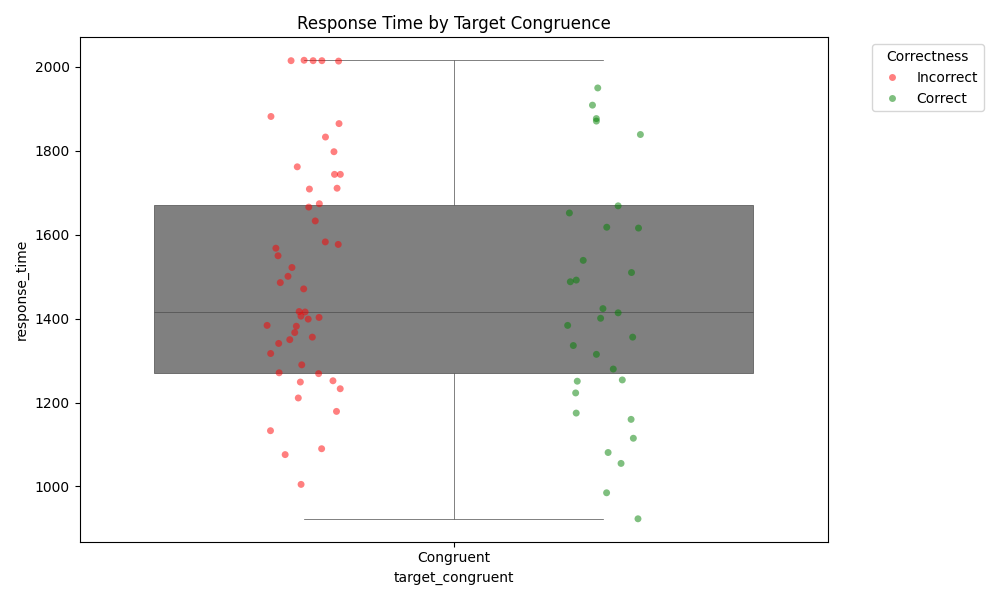 Response Time by Target Congruence
Correctness
Incorrect
Correct
2000
1800
1600
1400
1200
1000
response_time
Congruent
target_congruent